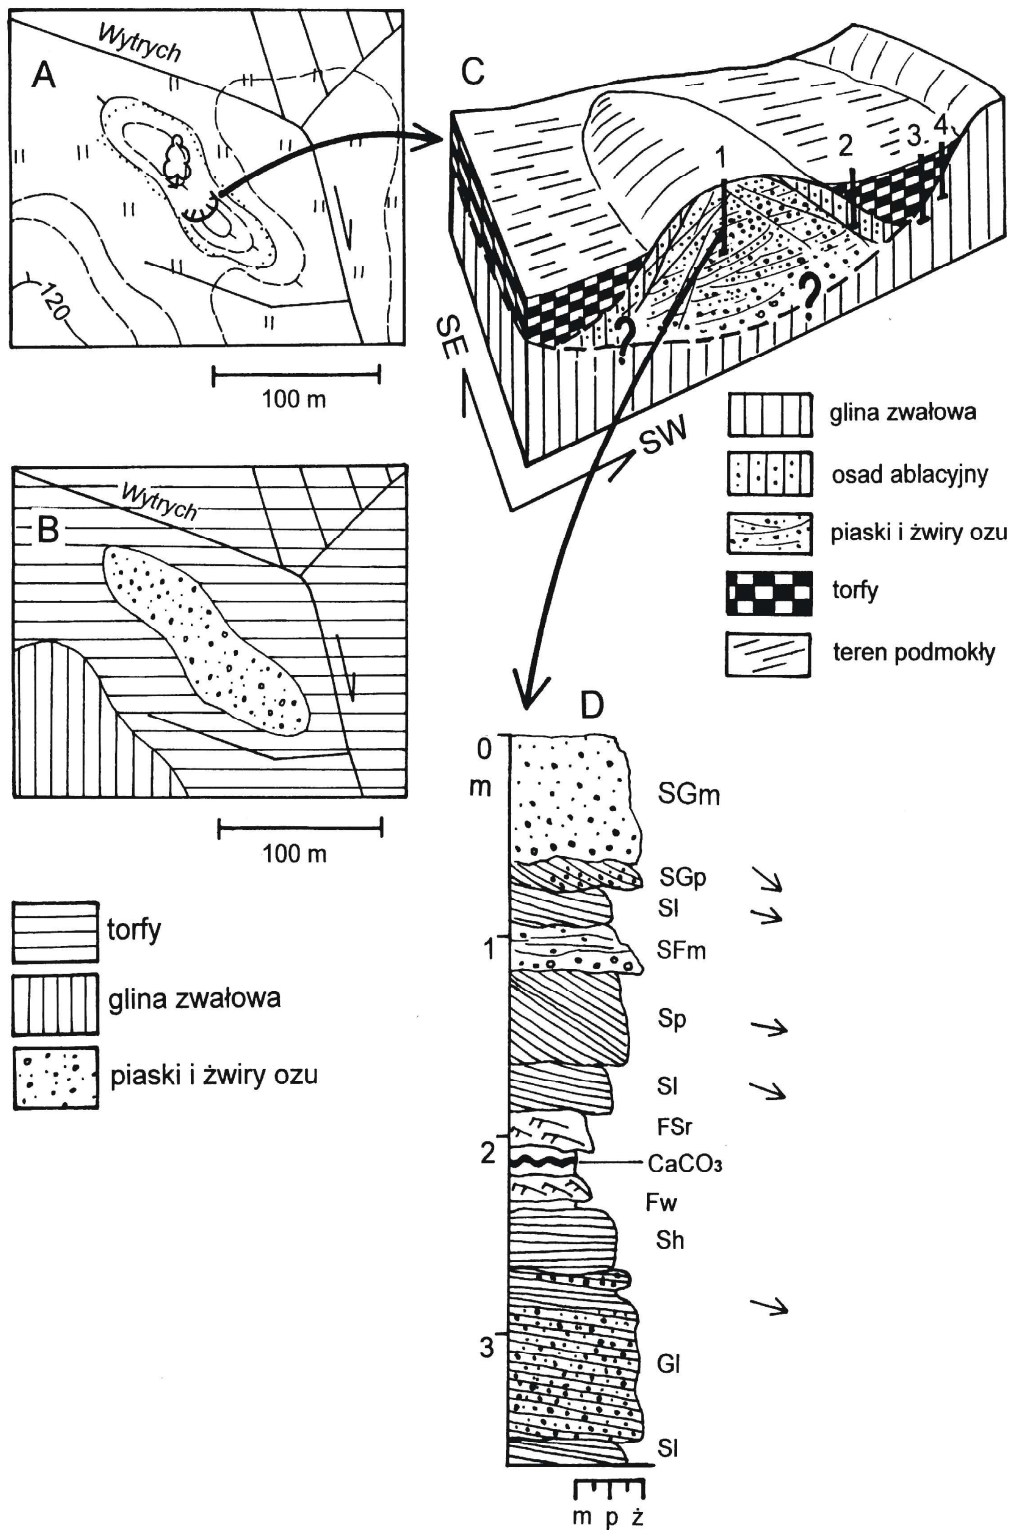 A
Wytrych
120
100 m
B
Wytrych
100 m
torfy
glina zwałowa
piaski i żwiry ozu
C
1
2
3
4
?
?
SE
SW
glina zwałowa
osad ablacyjny
piaski i żwiry ozu
torfy
teren podmokły
D
0
m
SGm
SGp
Sl
1
SFm
Sp
Sl
FSr
2
CaCO₃
Fw
Sh
3
Gl
Sl
m p ż